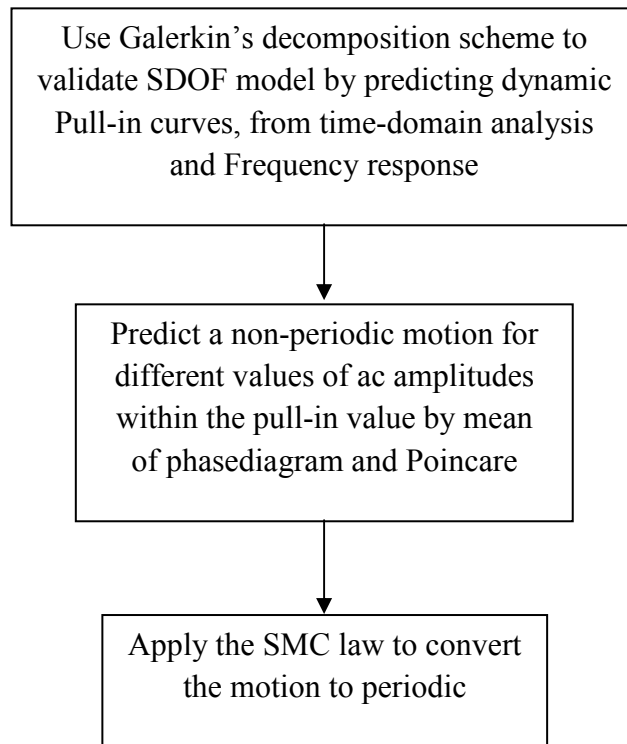 Use Galerkin’s decomposition scheme to
validate SDOF model by predicting dynamic
Pull-in curves, from time-domain analysis
and Frequency response
Predict a non-periodic motion for
different values of ac amplitudes
within the pull-in value by mean
of phasediagram and Poincare
Apply the SMC law to convert
the motion to periodic